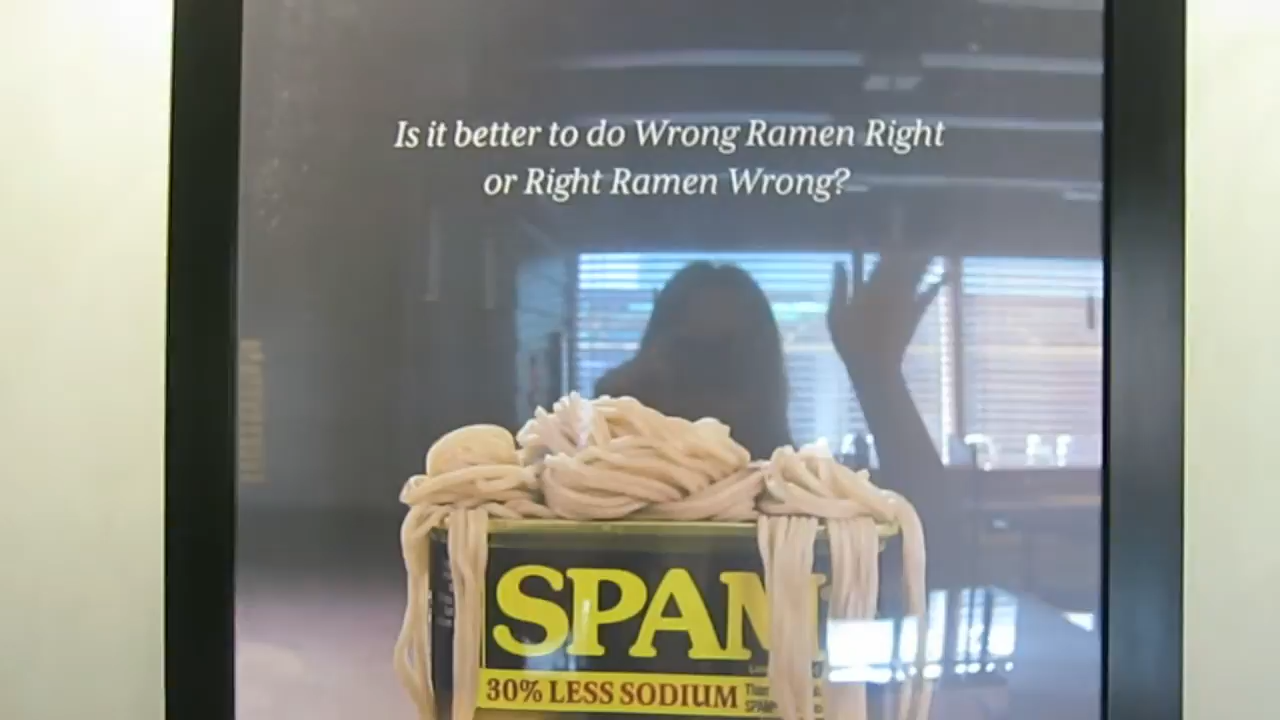 Is it better to do Wrong Ramen Right
or Right Ramen Wrong?
SPAM
30% LESS SODIUM